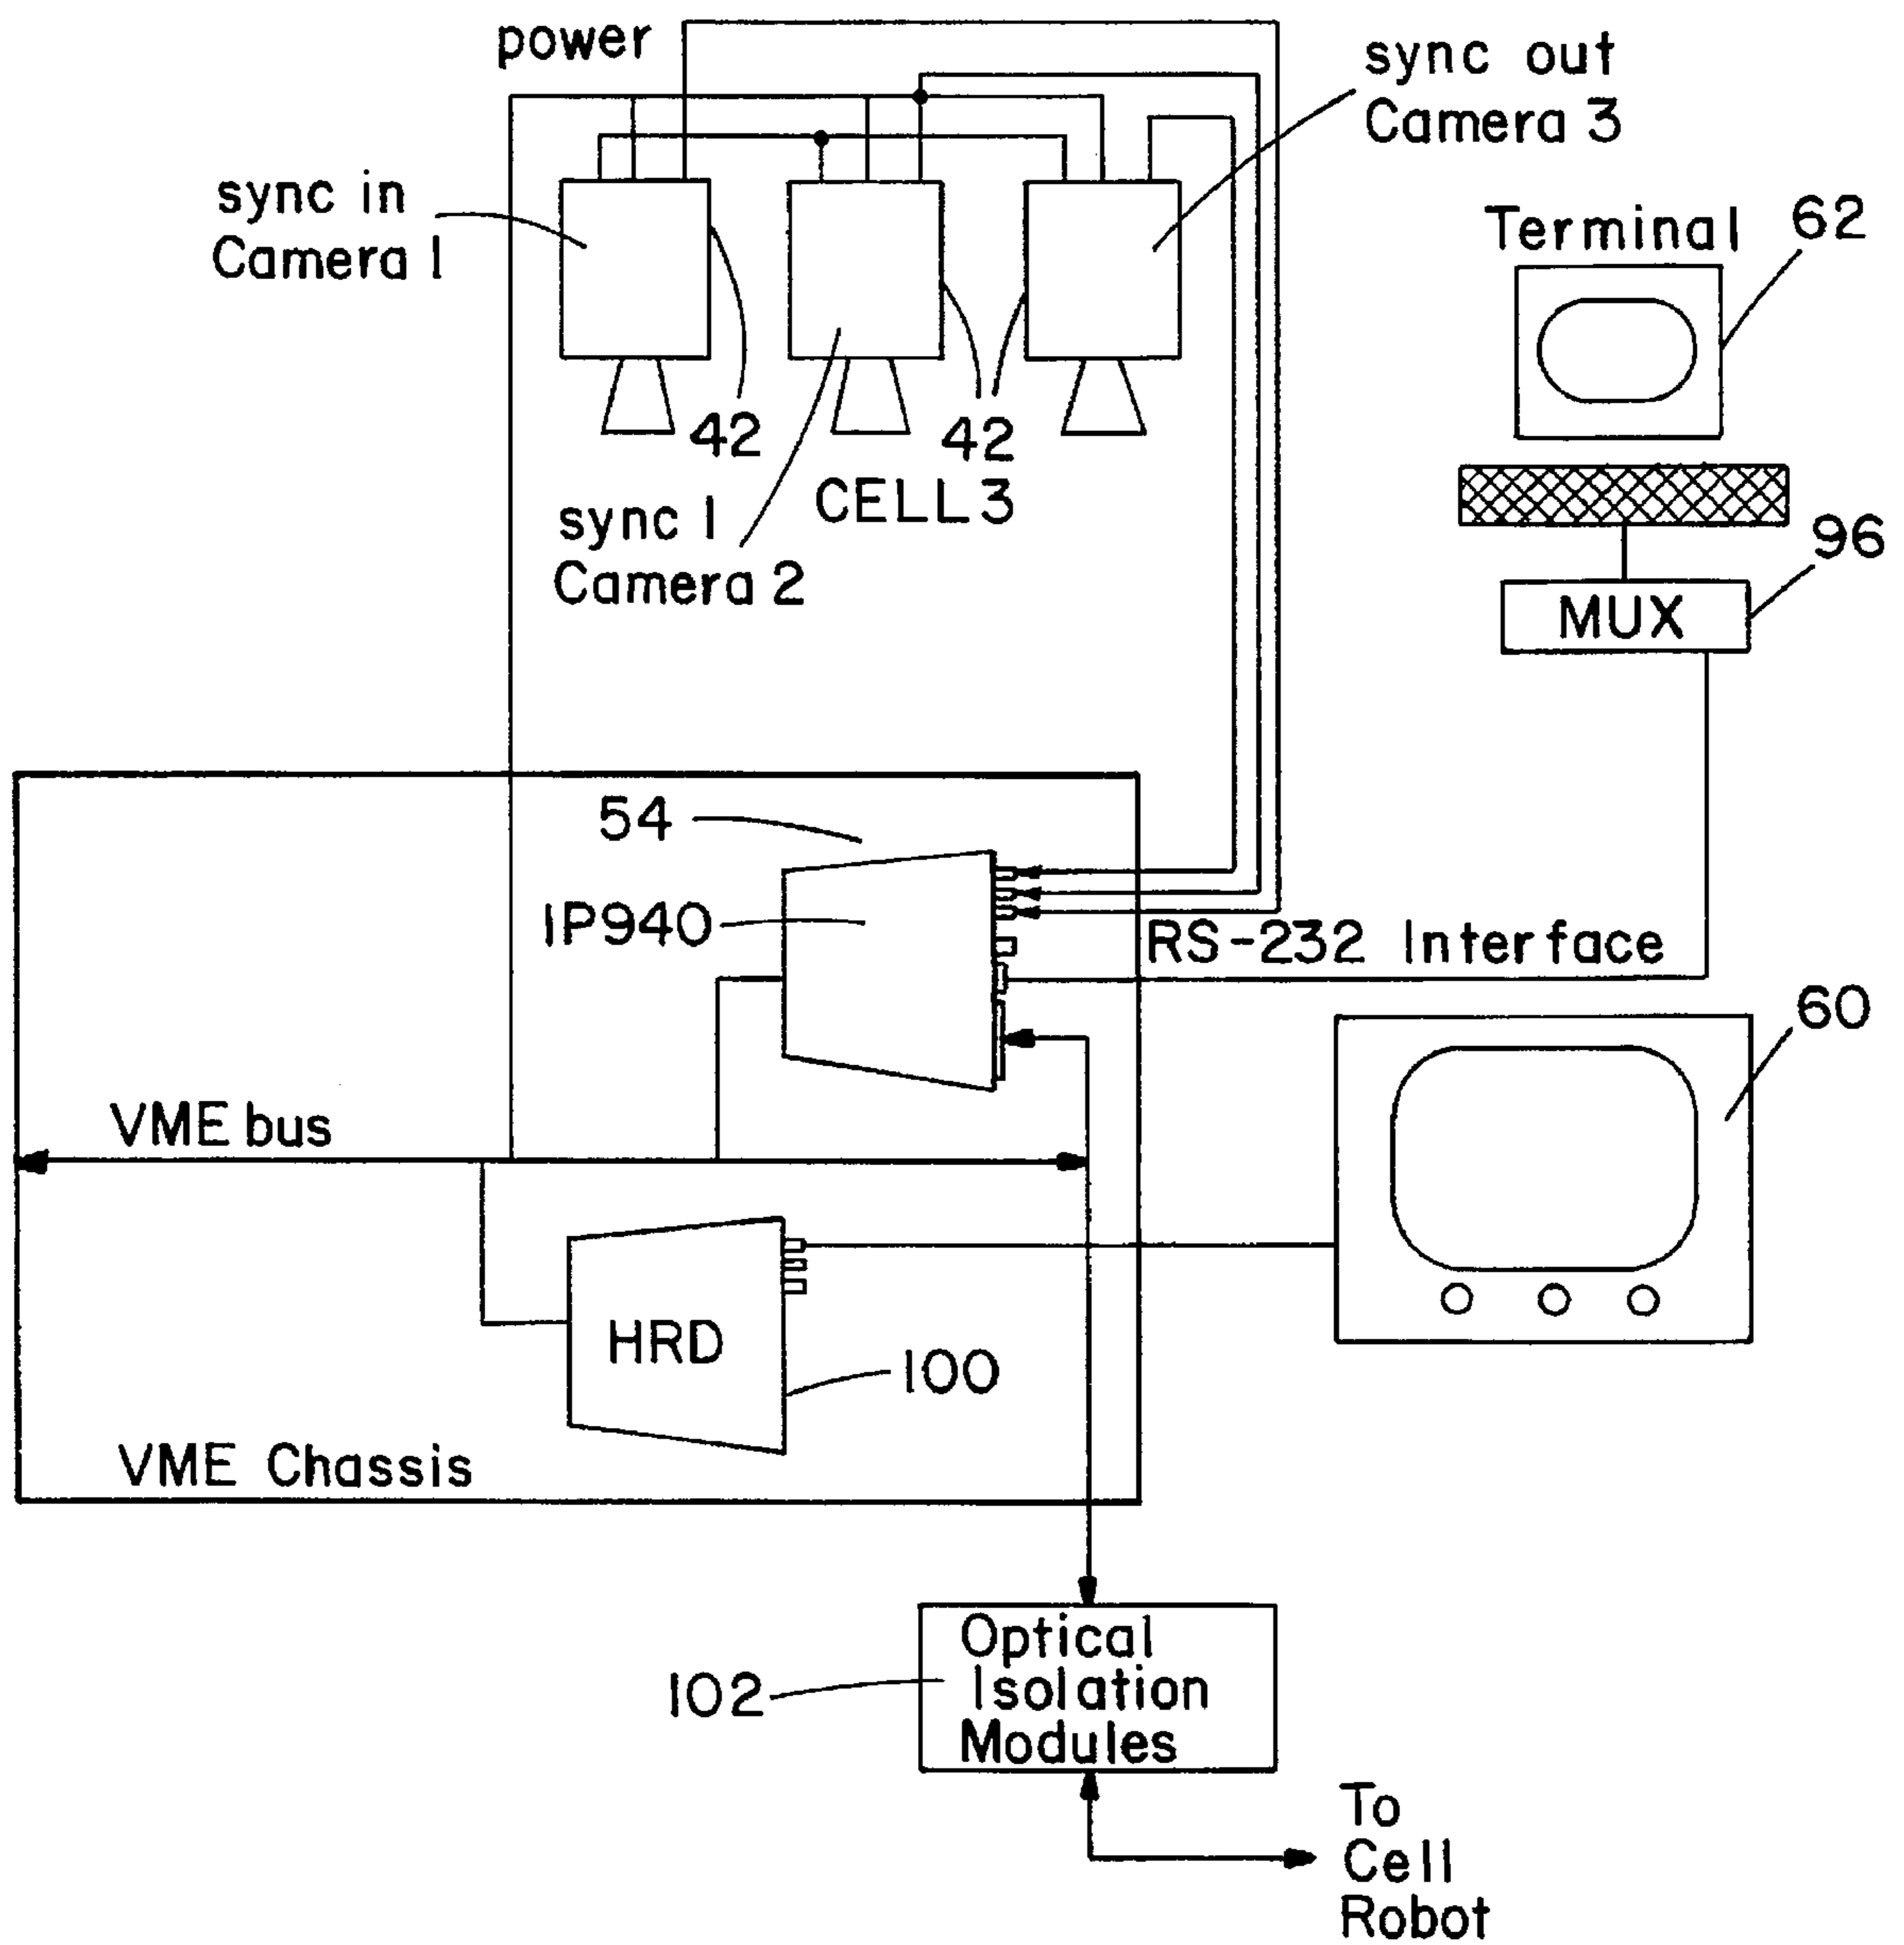 power
sync out
Camera 3
sync in
Camera 1
Terminal
62
42
42
CELL 3
sync 1
Camera 2
96
MUX
54
IP940
RS-232 Interface
60
VME bus
HRD
100
VME Chassis
Optical
Isolation
Modules
102
To
Cell
Robot